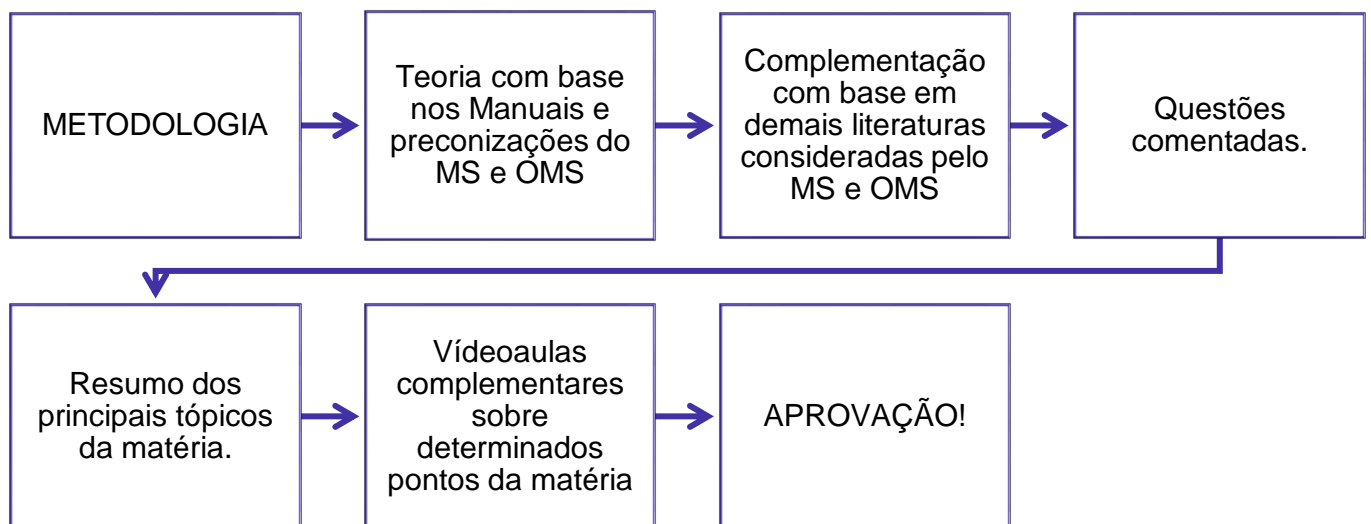 METODOLOGIA
Teoria com base
nos Manuais e
preconizações do
MS e OMS
Complementação
com base em
demais literaturas
consideradas pelo
MS e OMS
Questões
comentadas.
Resumo dos
principais tópicos
da matéria.
Vídeoaulas
complementares
sobre
determinados
pontos da matéria
APROVAÇÃO!